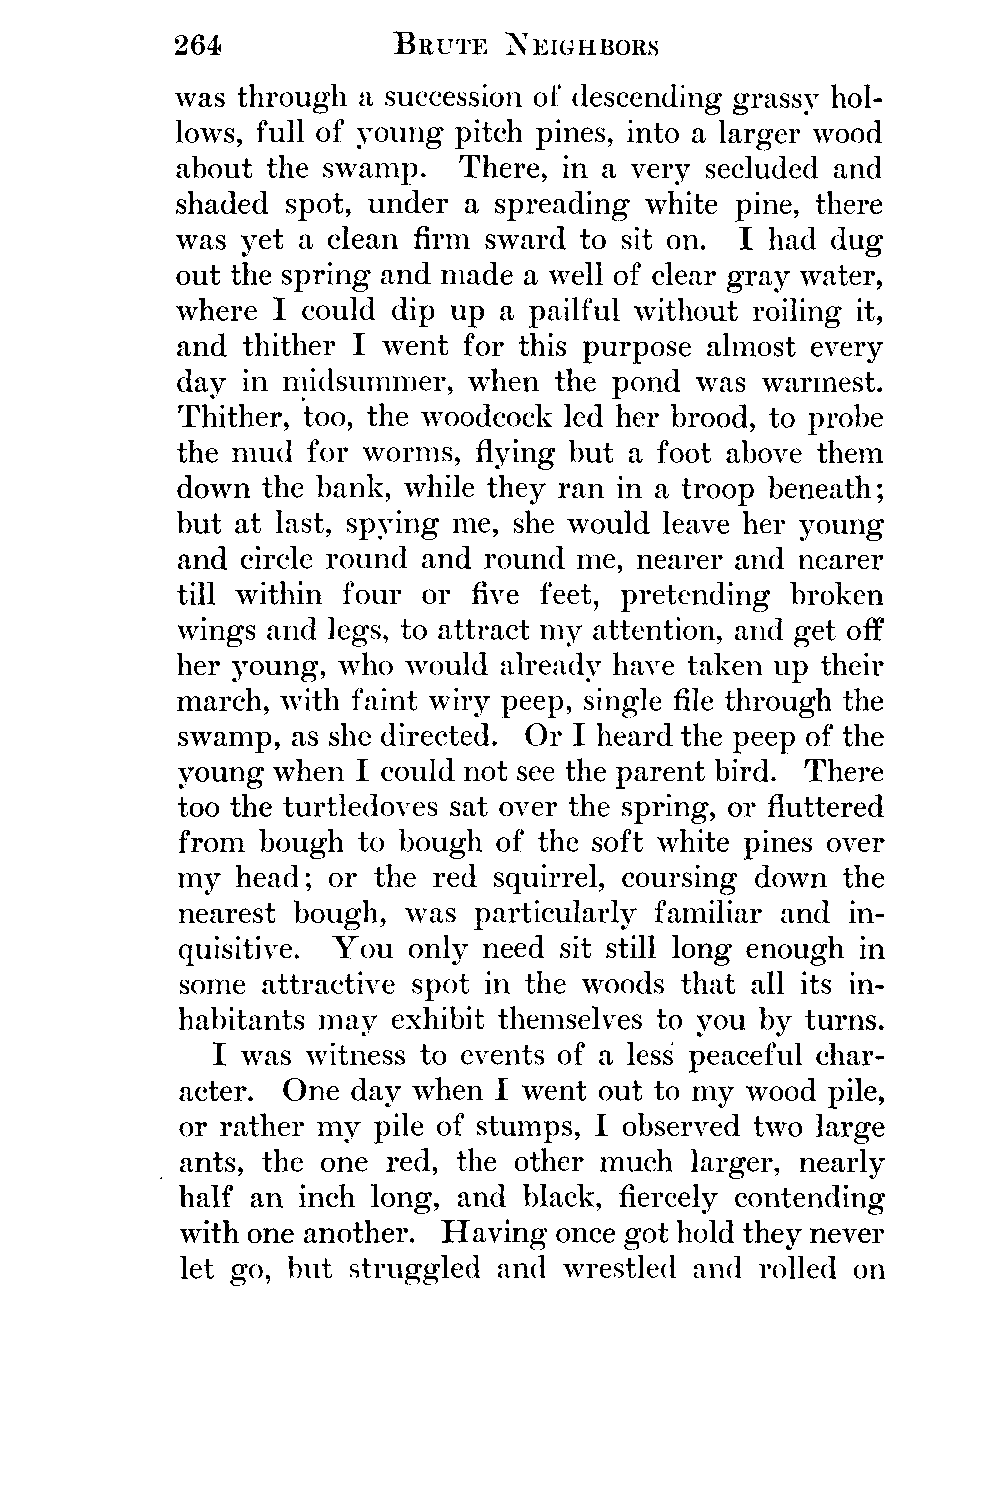 264 BRUTE NEIGHBORS
was through a succession of descending grassy hol-
lows, full of young pitch pines, into a larger wood
about the swamp. There, in a very secluded and
shaded spot, under a spreading white pine, there
was yet a clean firm sward to sit on. I had dug
out the spring and made a well of clear gray water,
where I could dip up a pailful without roiling it,
and thither I went for this purpose almost every
day in midsummer, when the pond was warmest.
Thither, too, the woodcock led her brood, to probe
the mud for worms, flying but a foot above them
down the bank, while they ran in a troop beneath;
but at last, spying me, she would leave her young
and circle round and round me, nearer and nearer
till within four or five feet, pretending broken
wings and legs, to attract my attention, and get off
her young, who would already have taken up their
march, with faint wiry peep, single file through the
swamp, as she directed. Or I heard the peep of the
young when I could not see the parent bird. There
too the turtledoves sat over the spring, or fluttered
from bough to bough of the soft white pines over
my head; or the red squirrel, coursing down the
nearest bough, was particularly familiar and in-
quisitive. You only need sit still long enough in
some attractive spot in the woods that all its in-
habitants may exhibit themselves to you by turns.
I was witness to events of a less peaceful char-
acter. One day when I went out to my wood pile,
or rather my pile of stumps, I observed two large
ants, the one red, the other much larger, nearly
half an inch long, and black, fiercely contending
with one another. Having once got hold they never
let go, but struggled and wrestled and rolled on